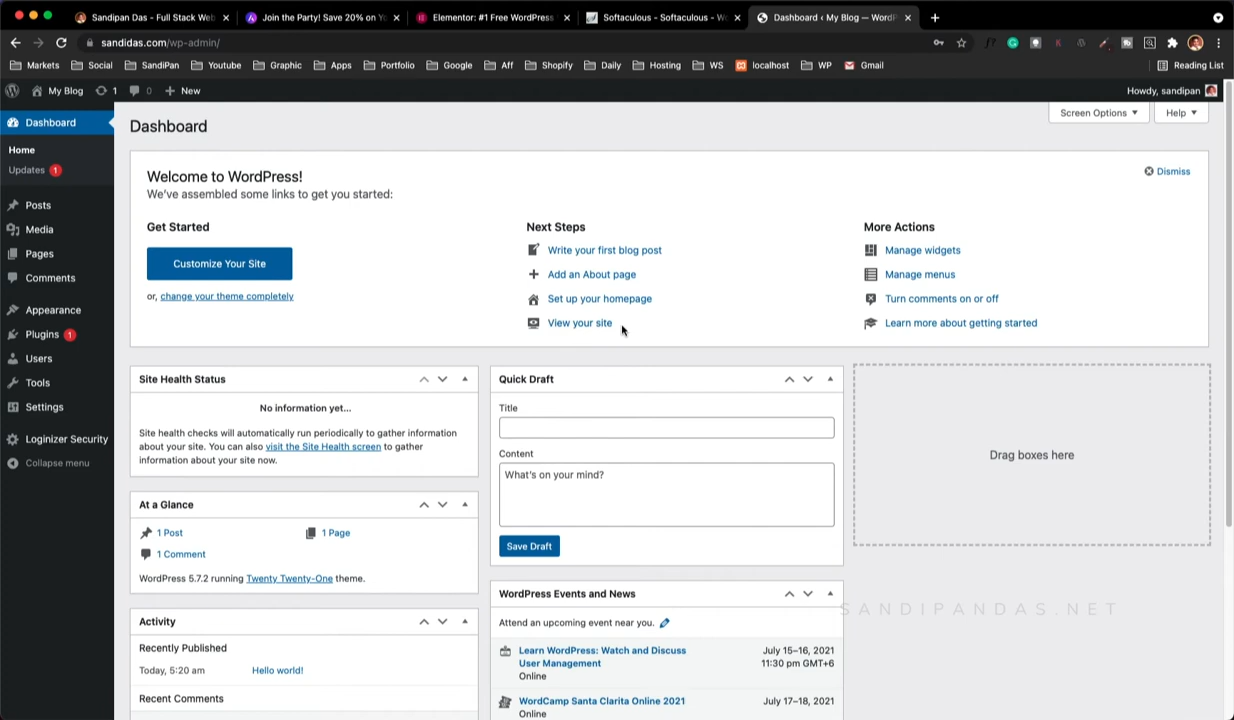 Sandipan Das - Full Stack Web
Join the Party! Save 20% on Yo
Elementor: #1 Free WordPress
Softaculous - Softaculous - Wo
Dashboard ‹ My Blog — WordP
sandidas.com/wp-admin/
Markets
Social
SandiPan
Youtube
Graphic
Apps
Portfolio
Google
Aff
Shopify
Daily
Hosting
WS
localhost
WP
Gmail
Reading List
My Blog
1
0
New
Howdy, sandipan
Dashboard
Home
Updates 1
Posts
Media
Pages
Comments
Appearance
Plugins 1
Users
Tools
Settings
Loginizer Security
Collapse menu
Screen Options
Help
Dashboard
Welcome to WordPress!
We've assembled some links to get you started:
Dismiss
Get Started
Customize Your Site
or, change your theme completely
Next Steps
Write your first blog post
Add an About page
Set up your homepage
View your site
More Actions
Manage widgets
Manage menus
Turn comments on or off
Learn more about getting started
Site Health Status
No information yet...
Site health checks will automatically run periodically to gather information
about your site. You can also visit the Site Health screen to gather
information about your site now.
At a Glance
1 Post
1 Page
1 Comment
WordPress 5.7.2 running Twenty Twenty-One theme.
Activity
Recently Published
Today, 5:20 am
Hello world!
Recent Comments
Quick Draft
Title
Content
What's on your mind?
Save Draft
WordPress Events and News
Attend an upcoming event near you.
Learn WordPress: Watch and Discuss
User Management
Online
July 15–16, 2021
11:30 pm GMT+6
WordCamp Santa Clarita Online 2021
Online
July 17–18, 2021
Drag boxes here
SANDIPANDAS.NET